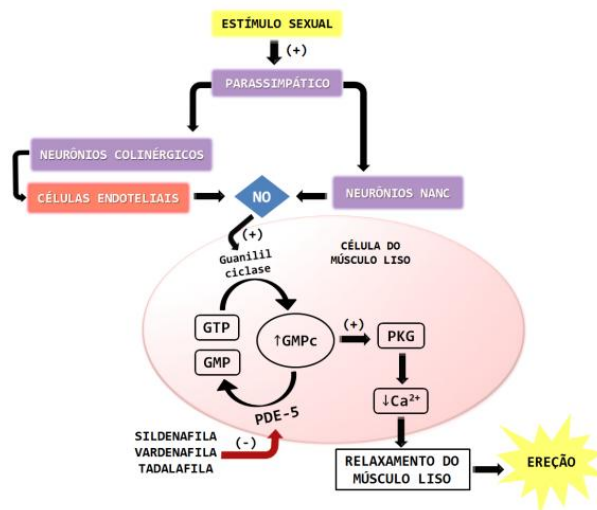 ESTÍMULO SEXUAL
(+)
PARASSIMPÁTICO
NEURÔNIOS COLINÉRGICOS
CÉLULAS ENDOTELIAIS
NO
NEURÔNIOS NANC
(+)
Guanilil
ciclase
CÉLULA DO
MÚSCULO LISO
GTP
GMP
↑GMPc
(+)
PKG
↓Ca²⁺
PDE-5
(-)
SILDENAFILA
VARDENAFILA
TADALAFILA
RELAXAMENTO DO
MÚSCULO LISO
EREÇÃO